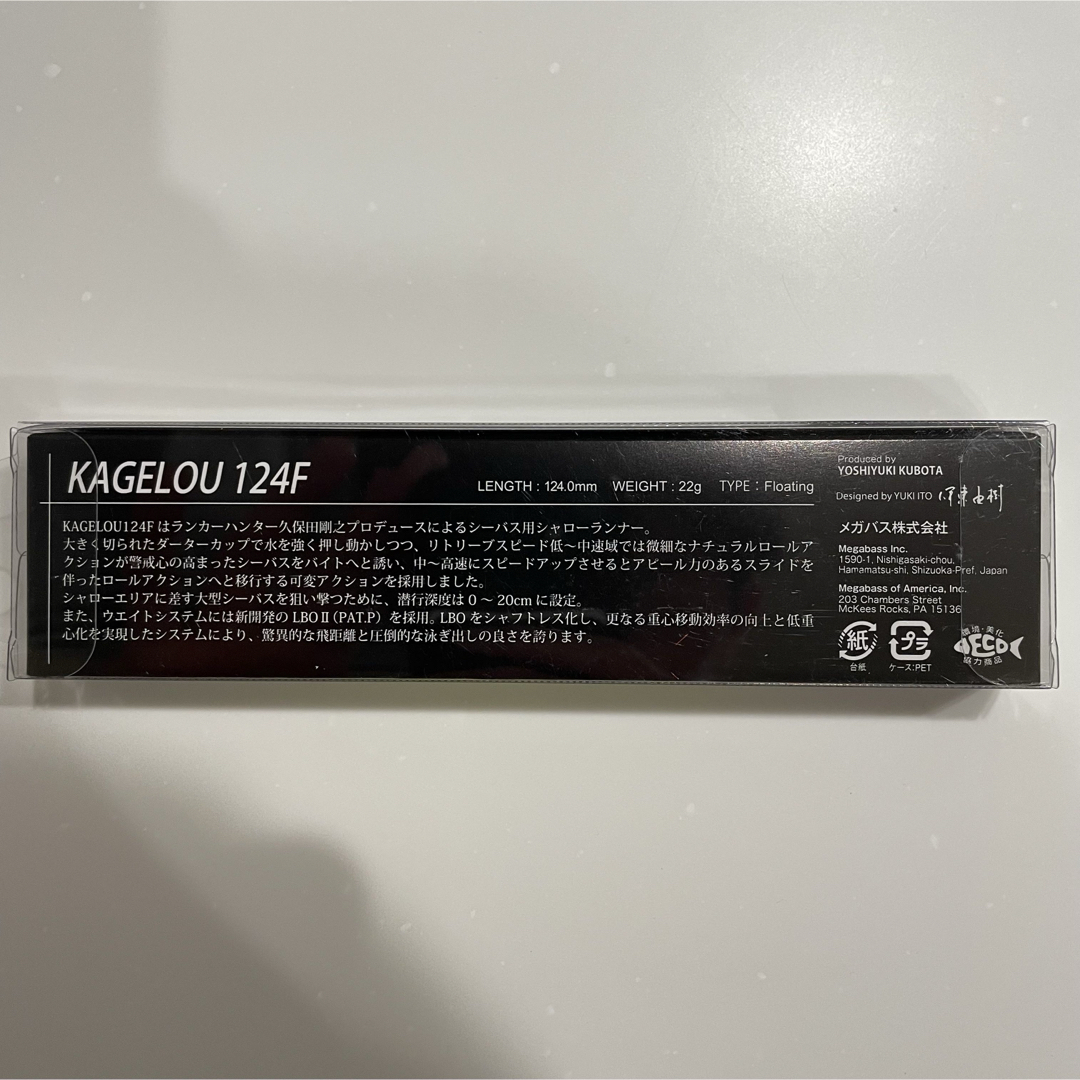 KAGELOU 124F
LENGTH : 124.0mm WEIGHT : 22g TYPE : Floating
KAGELOU124F はランカーハンター久保田剛之プロデュースによるシーバス用シャローランナー。
大きく切られたダーターカップで水を強く押し動かしつつ、リトリーブスピード低〜中速域では微細なナチュラルロールア
クションが警戒心の高まったシーバスをバイトへと誘い、中〜高速にスピードアップさせるとアピール力のあるスライドを
伴ったロールアクションへと移行する可変アクションを採用しました。
シャローエリアに差す大型シーバスを狙い撃つために、潜行深度は 0 〜 20cm に設定。
また、ウエイトシステムには新開発の LBO II (PAT.P) を採用。LBO をシャフトレス化し、更なる重心移動効率の向上と低重
心化を実現したシステムにより、驚異的な飛距離と圧倒的な泳ぎ出しの良さを誇ります。
Produced by
YOSHIYUKI KUBOTA
Designed by YUKI ITO 伊東由樹
メガバス株式会社
Megabass Inc.
1590-1, Nishigasaki-chou,
Hamamatsu-shi, Shizuoka-Pref, Japan
Megabass of America, Inc.
203 Chambers Street
McKees Rocks, PA 15136
紙
台紙
プラ
ケース:PET
環境・美化
ECO
協力商品